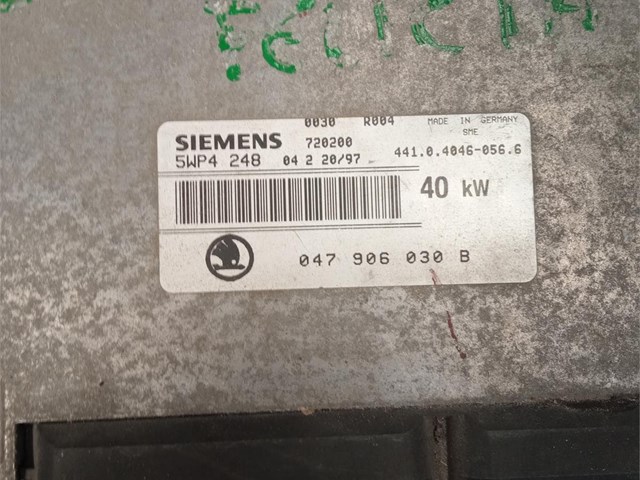 0030 R004 MADE IN GERMANY
SME
SIEMENS 720200
5WP4 248 04 2 20/97 441.0.4046-056.6
40 kW
047 906 030 B